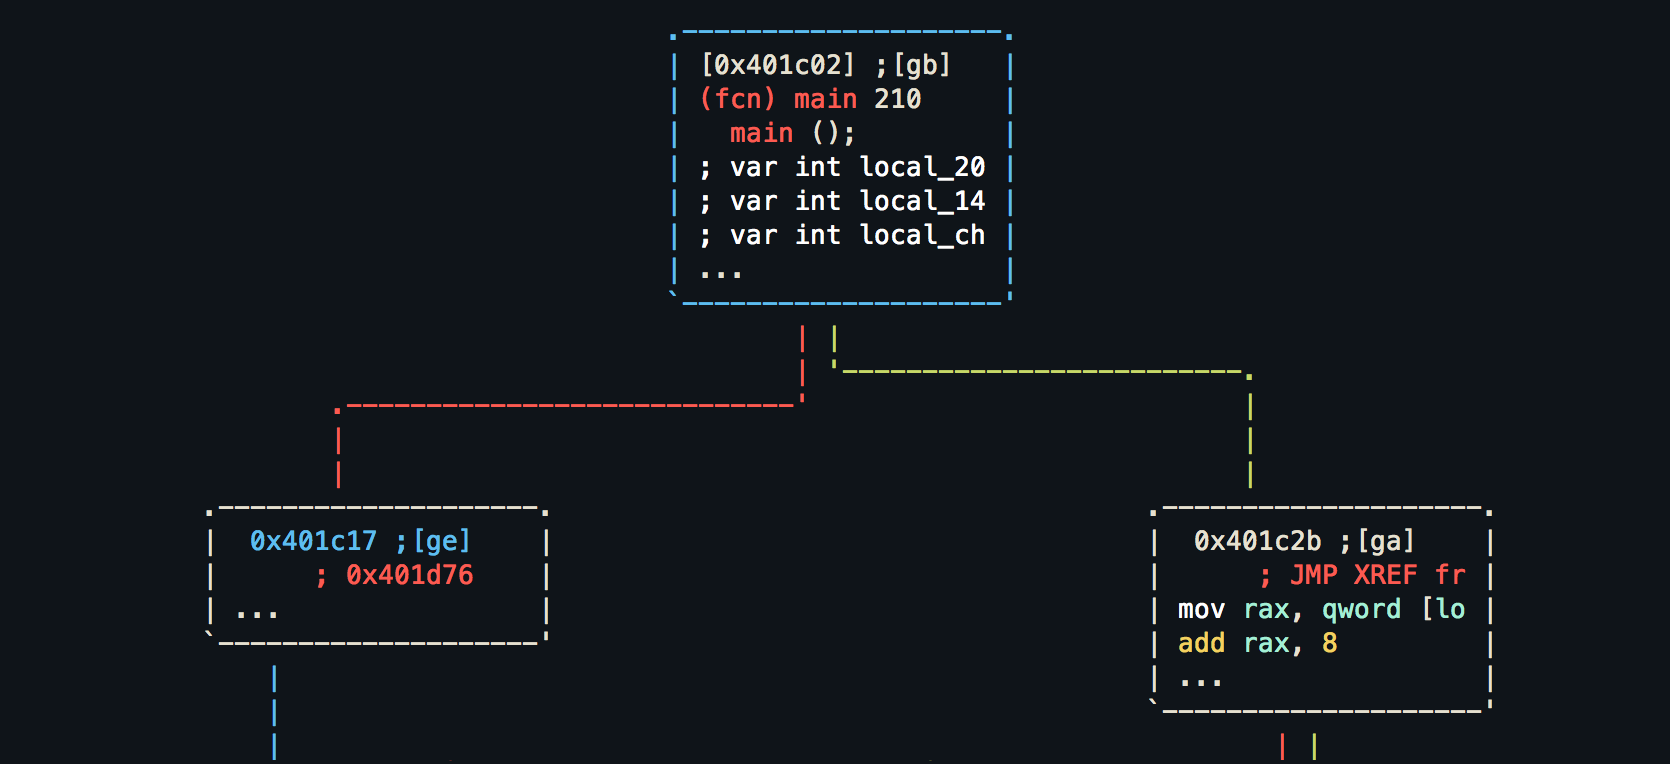 [0x401c02] ;[gb]
(fcn) main 210
main ();
; var int local_20
; var int local_14
; var int local_ch
...
0x401c17 ;[ge]
; 0x401d76
...
0x401c2b ;[ga]
; JMP XREF fr
mov rax, qword [lo
add rax, 8
...